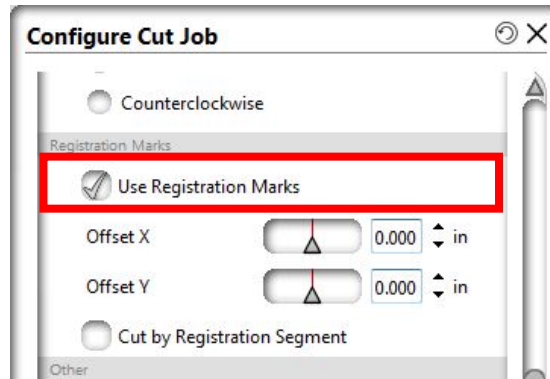 Configure Cut Job
Counterclockwise
Registration Marks
Use Registration Marks
Offset X 0.000 in
Offset Y 0.000 in
Cut by Registration Segment
Other